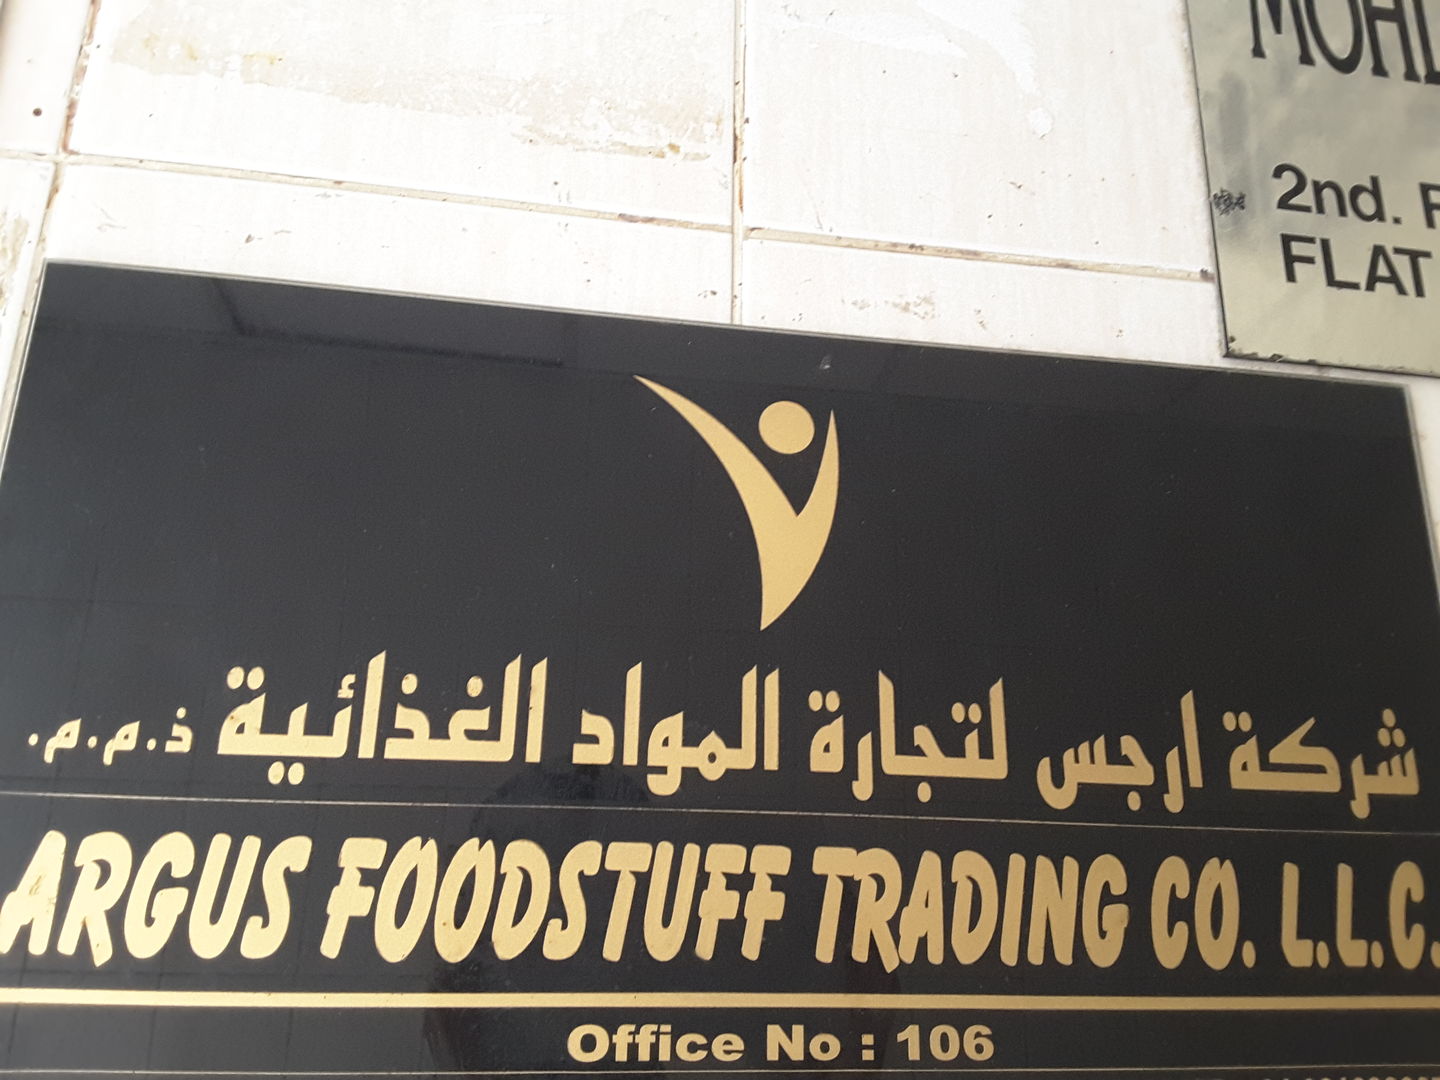 2nd.
FLAT
شركة ارجس لتجارة المواد الغذائية ذ.م.م.
ARGUS FOODSTUFF TRADING CO. L.L.C.
Office No : 106